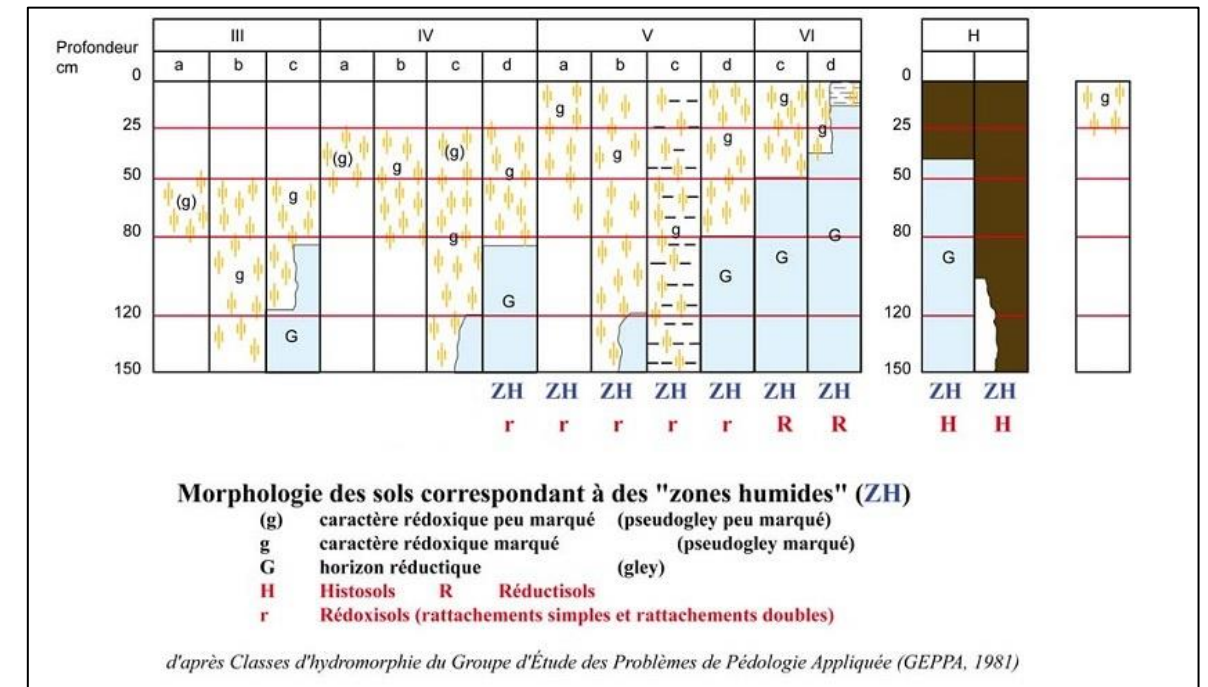 III IV V VI H
Profondeur
cm a b c a b c d a b c d c d
0 0
g g g
25 25
g g
(g) g (g) g g
50 50
(g) g g
g
80 g G 80
g G G G G
120 G 120
G
150 150
ZH ZH ZH ZH ZH ZH ZH ZH ZH
r r r r r R R H H
Morphologie des sols correspondant à des "zones humides" (ZH)
(g) caractère rédoxique peu marqué (pseudogley peu marqué)
g caractère rédoxique marqué (pseudogley marqué)
G horizon réductique (gley)
H Histosols R Réductisols
r Rédoxisols (rattachements simples et rattachements doubles)
d'après Classes d'hydromorphie du Groupe d'Étude des Problèmes de Pédologie Appliquée (GEPPA, 1981)